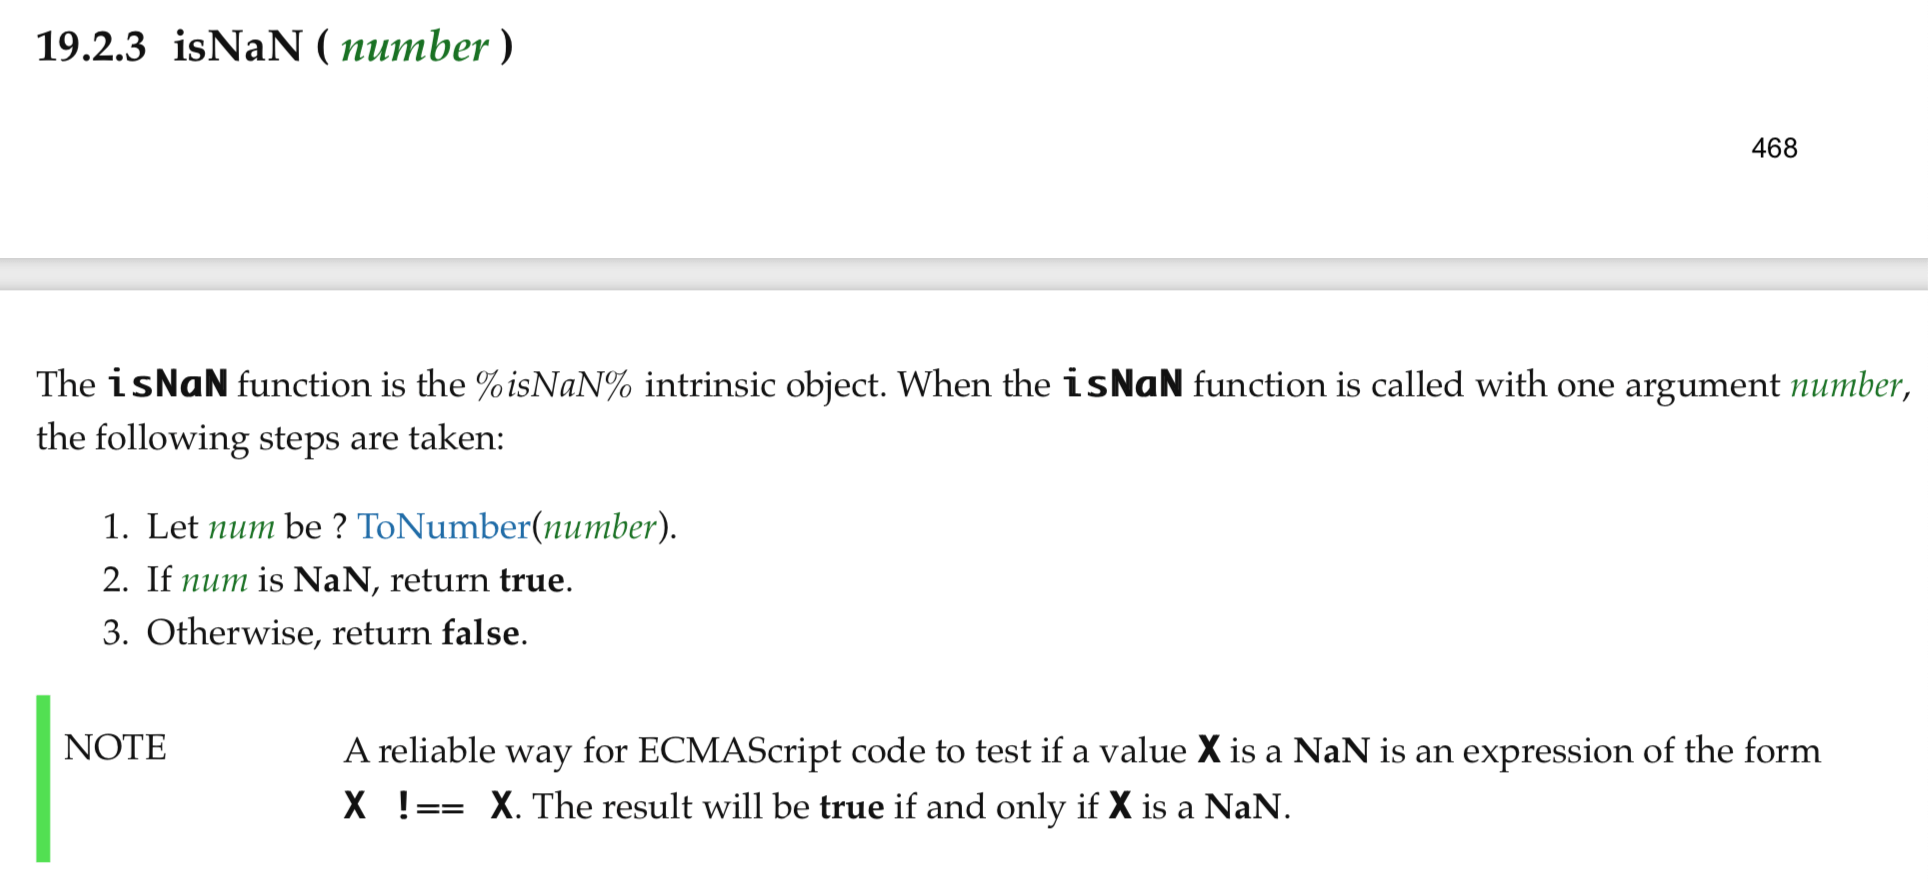 19.2.3 isNaN ( number )
468
The isNaN function is the %isNaN% intrinsic object. When the isNaN function is called with one argument number,
the following steps are taken:
1. Let num be ? ToNumber(number).
2. If num is NaN, return true.
3. Otherwise, return false.
NOTE A reliable way for ECMAScript code to test if a value X is a NaN is an expression of the form
X !== X. The result will be true if and only if X is a NaN.